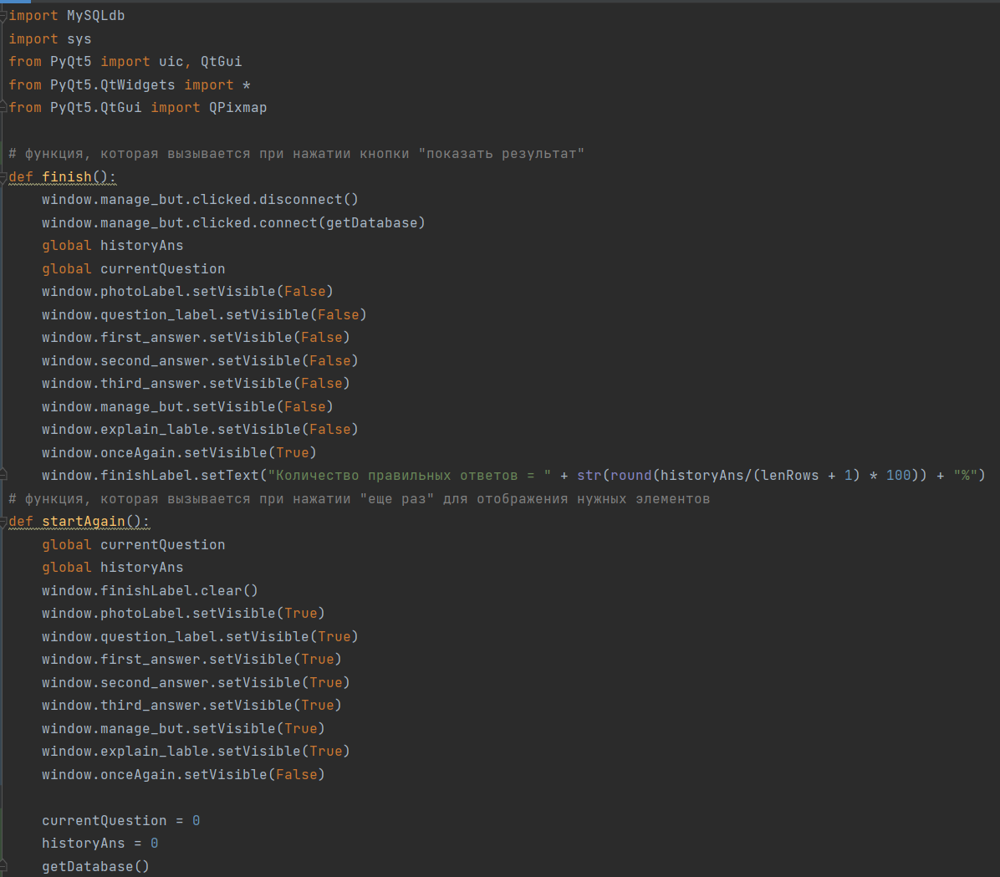 import MySQLdb
import sys
from PyQt5 import uic, QtGui
from PyQt5.QtWidgets import *
from PyQt5.QtGui import QPixmap

# функция, которая вызывается при нажатии кнопки "показать результат"
def finish():
    window.manage_but.clicked.disconnect()
    window.manage_but.clicked.connect(getDatabase)
    global historyAns
    global currentQuestion
    window.photoLabel.setVisible(False)
    window.question_label.setVisible(False)
    window.first_answer.setVisible(False)
    window.second_answer.setVisible(False)
    window.third_answer.setVisible(False)
    window.manage_but.setVisible(False)
    window.explain_lable.setVisible(False)
    window.onceAgain.setVisible(True)
    window.finishLabel.setText("Количество правильных ответов = " + str(round(historyAns/(lenRows + 1) * 100)) + "%")
# функция, которая вызывается при нажатии "еще раз" для отображения нужных элементов
def startAgain():
    global currentQuestion
    global historyAns
    window.finishLabel.clear()
    window.photoLabel.setVisible(True)
    window.question_label.setVisible(True)
    window.first_answer.setVisible(True)
    window.second_answer.setVisible(True)
    window.third_answer.setVisible(True)
    window.manage_but.setVisible(True)
    window.explain_lable.setVisible(True)
    window.onceAgain.setVisible(False)

    currentQuestion = 0
    historyAns = 0
    getDatabase()